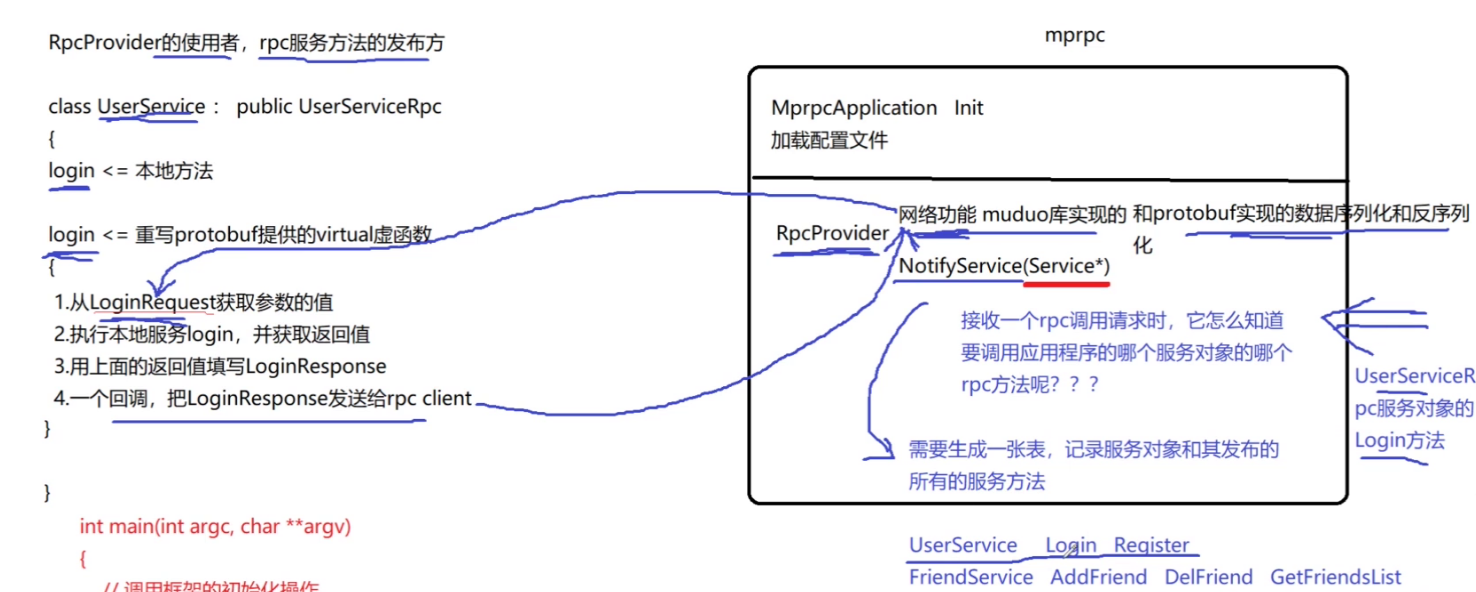 RpcProvider的使用者，rpc服务方法的发布方
class UserService： public UserServiceRpc
{
login <= 本地方法
login <= 重写protobuf提供的virtual虚函数
{
1.从LoginRequest获取参数的值
2.执行本地服务login，并获取返回值
3.用上面的返回值填写LoginResponse
4.一个回调，把LoginResponse发送给rpc client
}
}
int main(int argc, char **argv)
{
// 调用框架的初始化操作
mprpc
MprpcApplication Init
加载配置文件
RpcProvider
网络功能 muduo库实现的
和protobuf实现的数据序列化和反序列
化
NotifyService(Service*)
接收一个rpc调用请求时，它怎么知道
要调用应用程序的哪个服务对象的哪个
rpc方法呢？？？
需要生成一张表，记录服务对象和其发布的
所有的服务方法
UserServiceR
pc服务对象的
Login方法
UserService Login Register
FriendService AddFriend DelFriend GetFriendsList